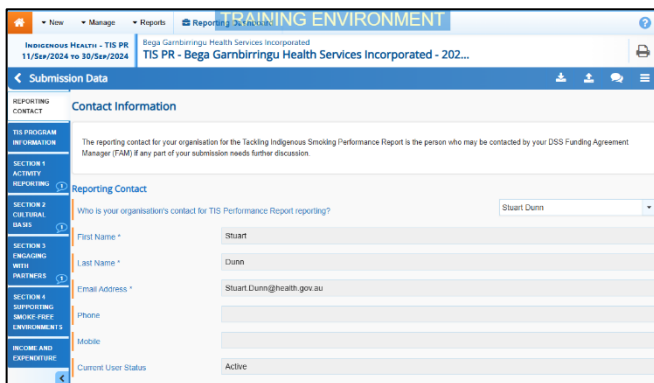 TRAINING ENVIRONMENT
New
Manage
Reports
Reporting
INDIGENOUS HEALTH - TIS PR
11/SEP/2024 TO 30/SEP/2024
Bega Garnbirringu Health Services Incorporated
TIS PR - Bega Garnbirringu Health Services Incorporated - 202...
Submission Data
REPORTING
CONTACT
TIS PROGRAM
INFORMATION
SECTION 1
ACTIVITY
REPORTING
SECTION 2
CULTURAL
BASIS
SECTION 3
ENGAGING
WITH
PARTNERS
SECTION 4
SUPPORTING
SMOKE-FREE
ENVIRONMENTS
INCOME AND
EXPENDITURE
Contact Information
The reporting contact for your organisation for the Tackling Indigenous Smoking Performance Report is the person who may be contacted by your DSS Funding Agreement
Manager (FAM) if any part of your submission needs further discussion.
Reporting Contact
Who is your organisation's contact for TIS Performance Report reporting?
Stuart Dunn
First Name *
Stuart
Last Name *
Dunn
Email Address *
Stuart.Dunn@health.gov.au
Phone
Mobile
Current User Status
Active